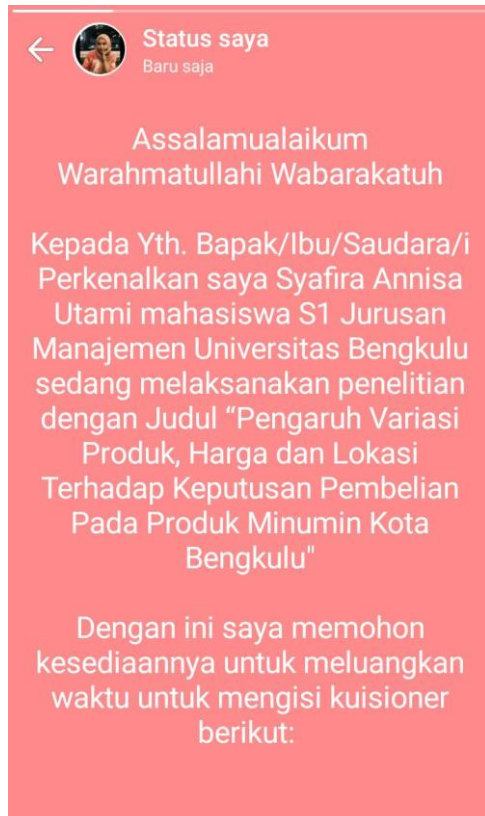 Status saya
Baru saja
Assalamualaikum
Warahmatullahi Wabarakatuh
Kepada Yth. Bapak/Ibu/Saudara/i
Perkenalkan saya Syafira Annisa
Utami mahasiswa S1 Jurusan
Manajemen Universitas Bengkulu
sedang melaksanakan penelitian
dengan Judul “Pengaruh Variasi
Produk, Harga dan Lokasi
Terhadap Keputusan Pembelian
Pada Produk Minumin Kota
Bengkulu"
Dengan ini saya memohon
kesediaannya untuk meluangkan
waktu untuk mengisi kuisioner
berikut: